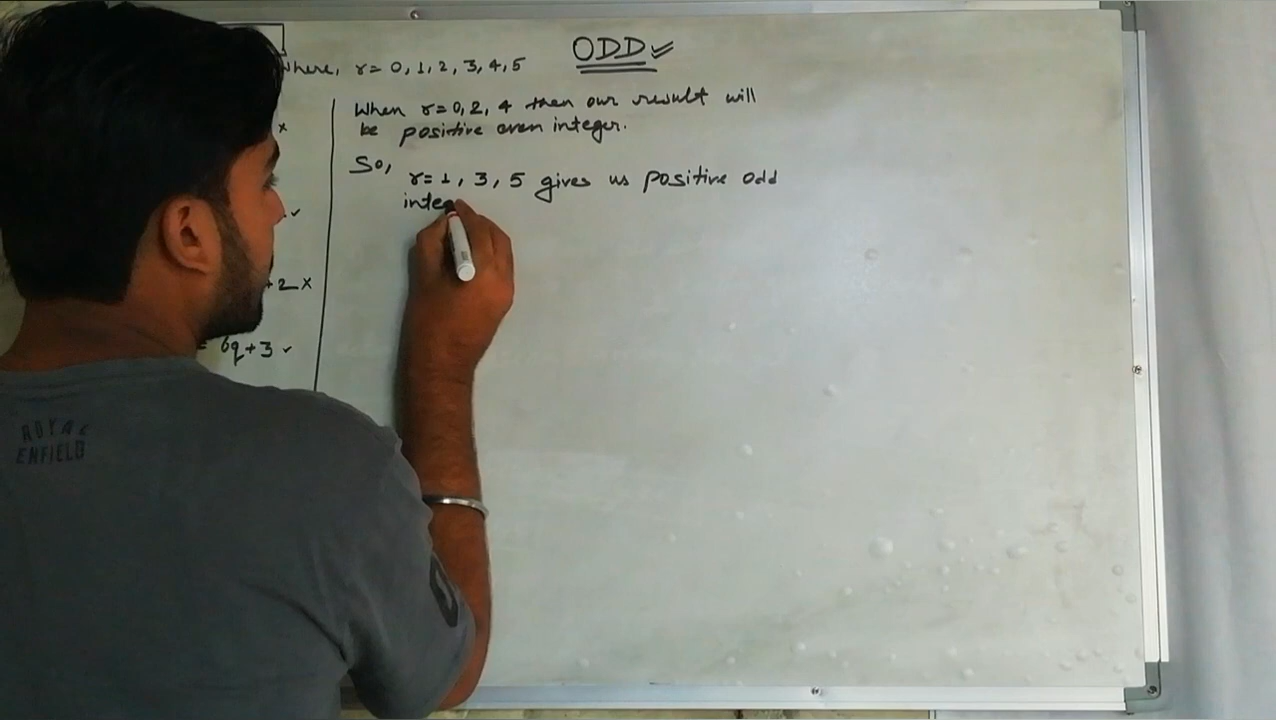 where, r = 0, 1, 2, 3, 4, 5
ODD ✓
When r = 0, 2, 4 then our result will
be positive even integer.
So,
r = 1, 3, 5 gives us positive odd
inte
×
✓
+ 2 ×
= 6q + 3 ✓
ROYAL
ENFIELD